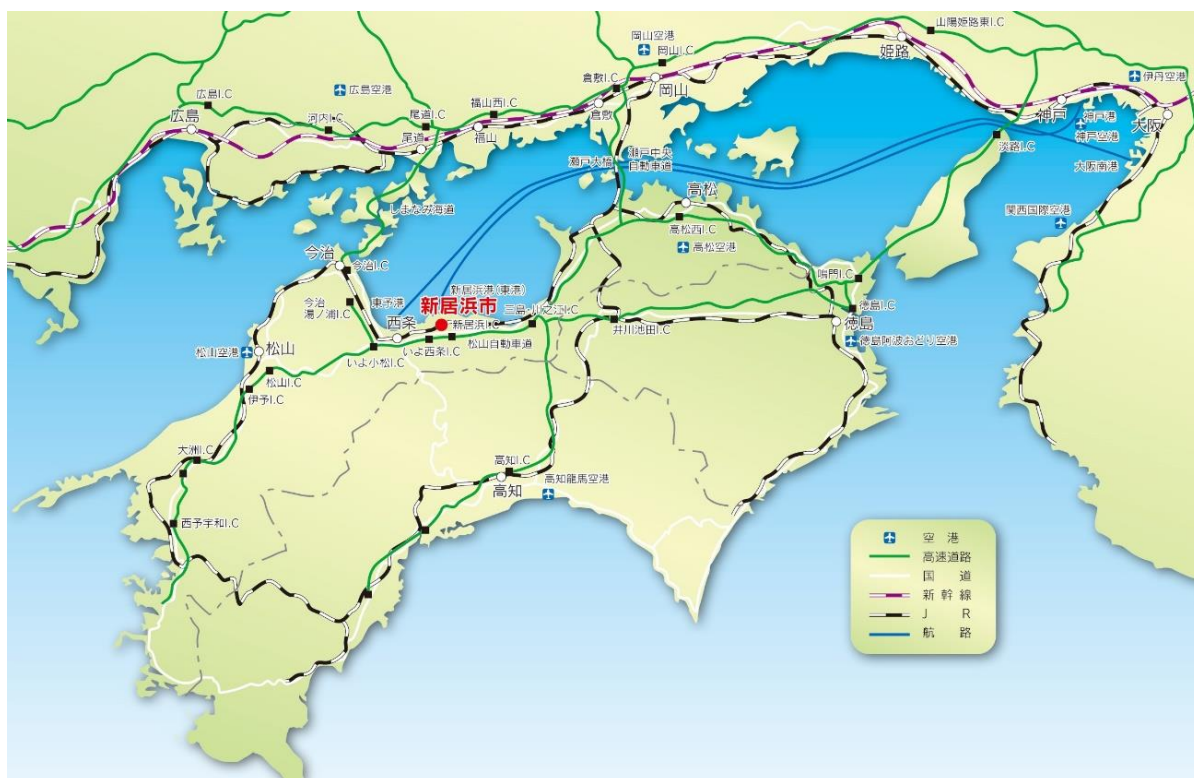 山陽姫路東I.C
岡山空港
岡山I.C
姫路
倉敷I.C
岡山
伊丹空港
広島空港
広島I.C
広島
河内I.C
尾道I.C
福山西I.C
倉敷
尾道
福山
神戸
神戸港
神戸空港
大阪
淡路I.C
大阪南港
瀬戸大橋
瀬戸中央
自動車道
高松
しまなみ海道
高松西I.C
高松空港
関西国際空港
今治
今治I.C
鳴門I.C
新居浜港(東港)
東予港
今治
湯ノ浦I.C
新居浜市
三島・川之江I.C
徳島I.C
西条
新居浜I.C
井川池田I.C
徳島
松山空港
松山
いよ小松I.C
いよ西条I.C
松山自動車道
徳島阿波おどり空港
松山I.C
伊予I.C
大洲I.C
高知I.C
高知
高知龍馬空港
西予宇和I.C
空港
高速道路
国道
新幹線
JR
航路